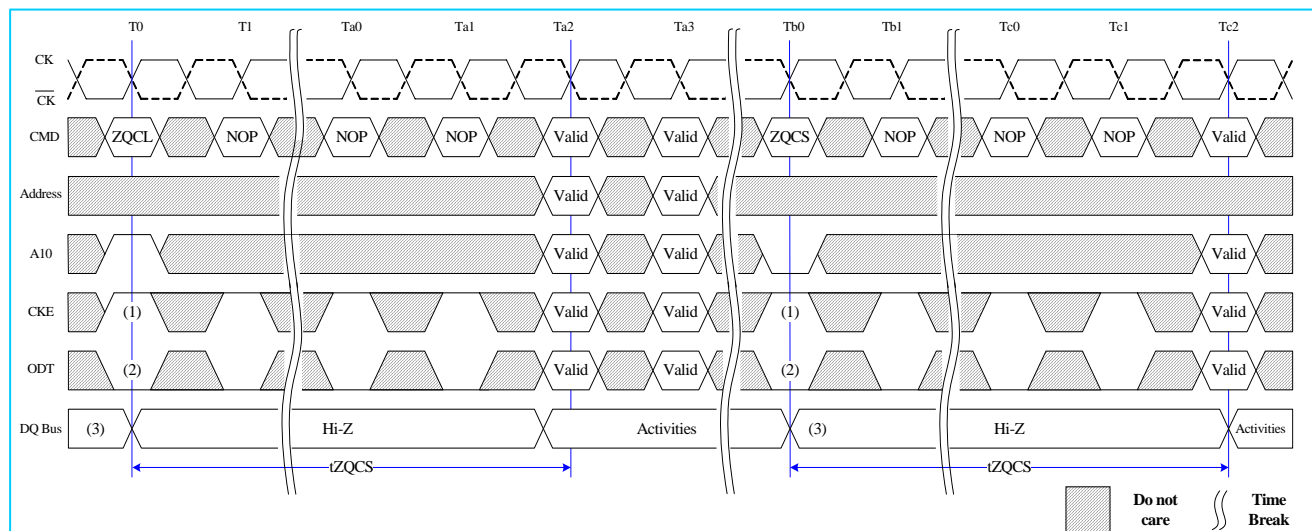 T0 T1 Ta0 Ta1 Ta2 Ta3 Tb0 Tb1 Tc0 Tc1 Tc2
CK
CK
CMD ZQCL NOP NOP NOP Valid Valid ZQCS NOP NOP NOP Valid
Address Valid Valid
A10 Valid Valid Valid
CKE (1) Valid Valid (1) Valid
ODT (2) Valid Valid (2) Valid
DQ Bus (3) Hi-Z Activities (3) Hi-Z Activities
tZQCS tZQCS
Do not care Time Break